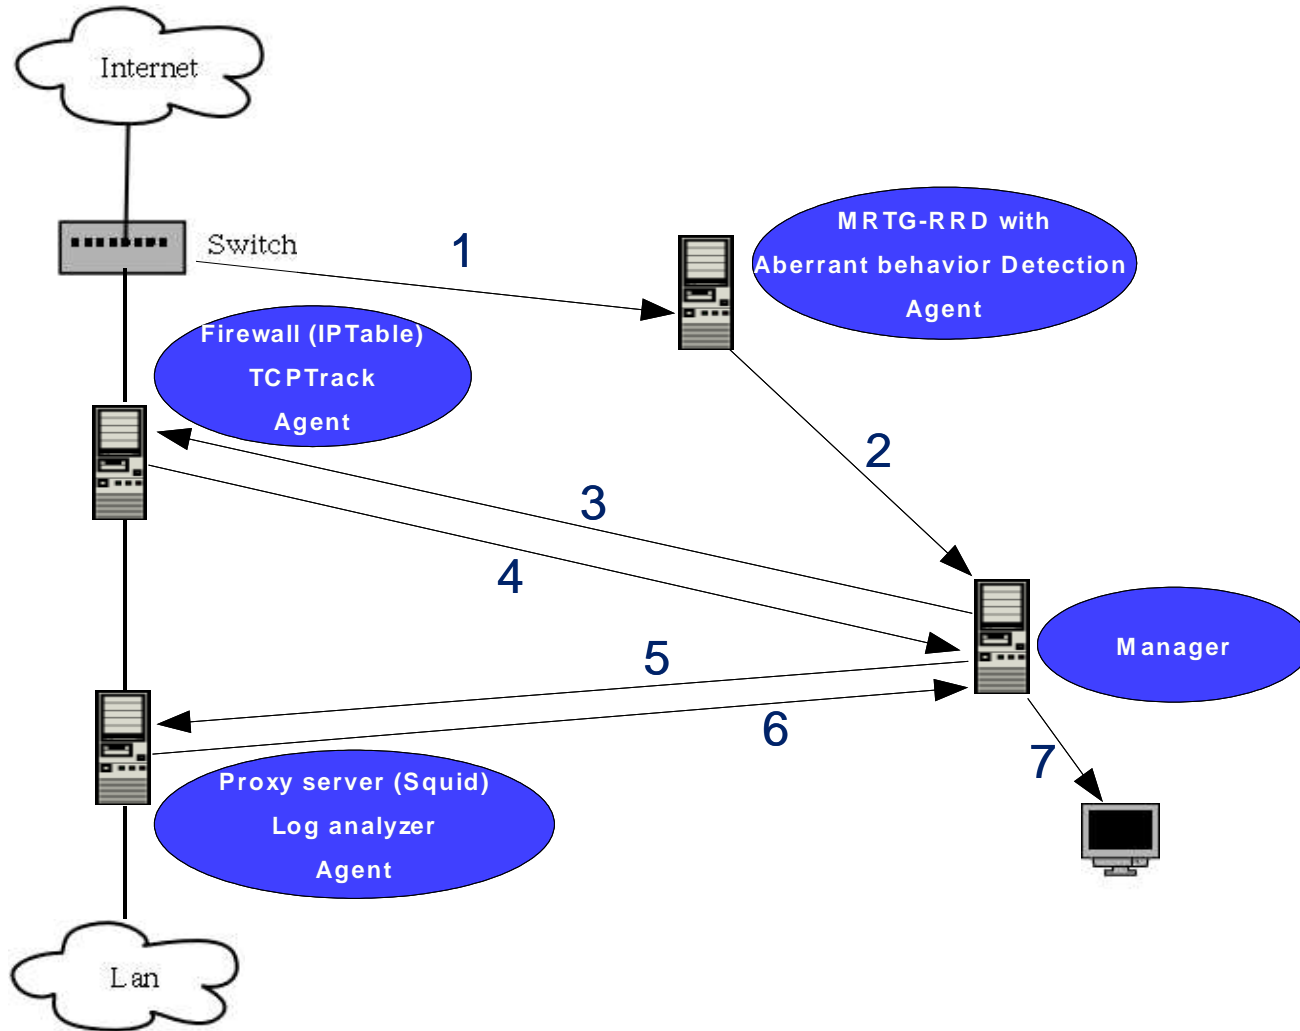 Internet
Switch
1
MRTG-RRD with
Aberrant behavior Detection
Agent
Firewall (IPTable)
TCPTrack
Agent
2
3
4
Manager
5
6
7
Proxy server (Squid)
Log analyzer
Agent
Lan